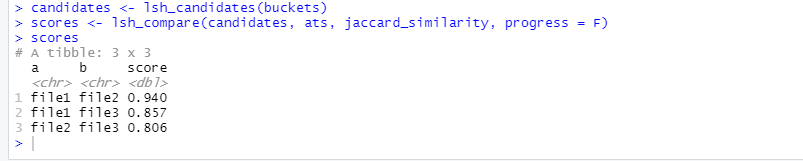 > candidates <- lsh_candidates(buckets)
> scores <- lsh_compare(candidates, ats, jaccard_similarity, progress = F)
> scores
# A tibble: 3 x 3
  a     b     score
  <chr> <chr> <dbl>
1 file1 file2 0.940
2 file1 file3 0.857
3 file2 file3 0.806
>